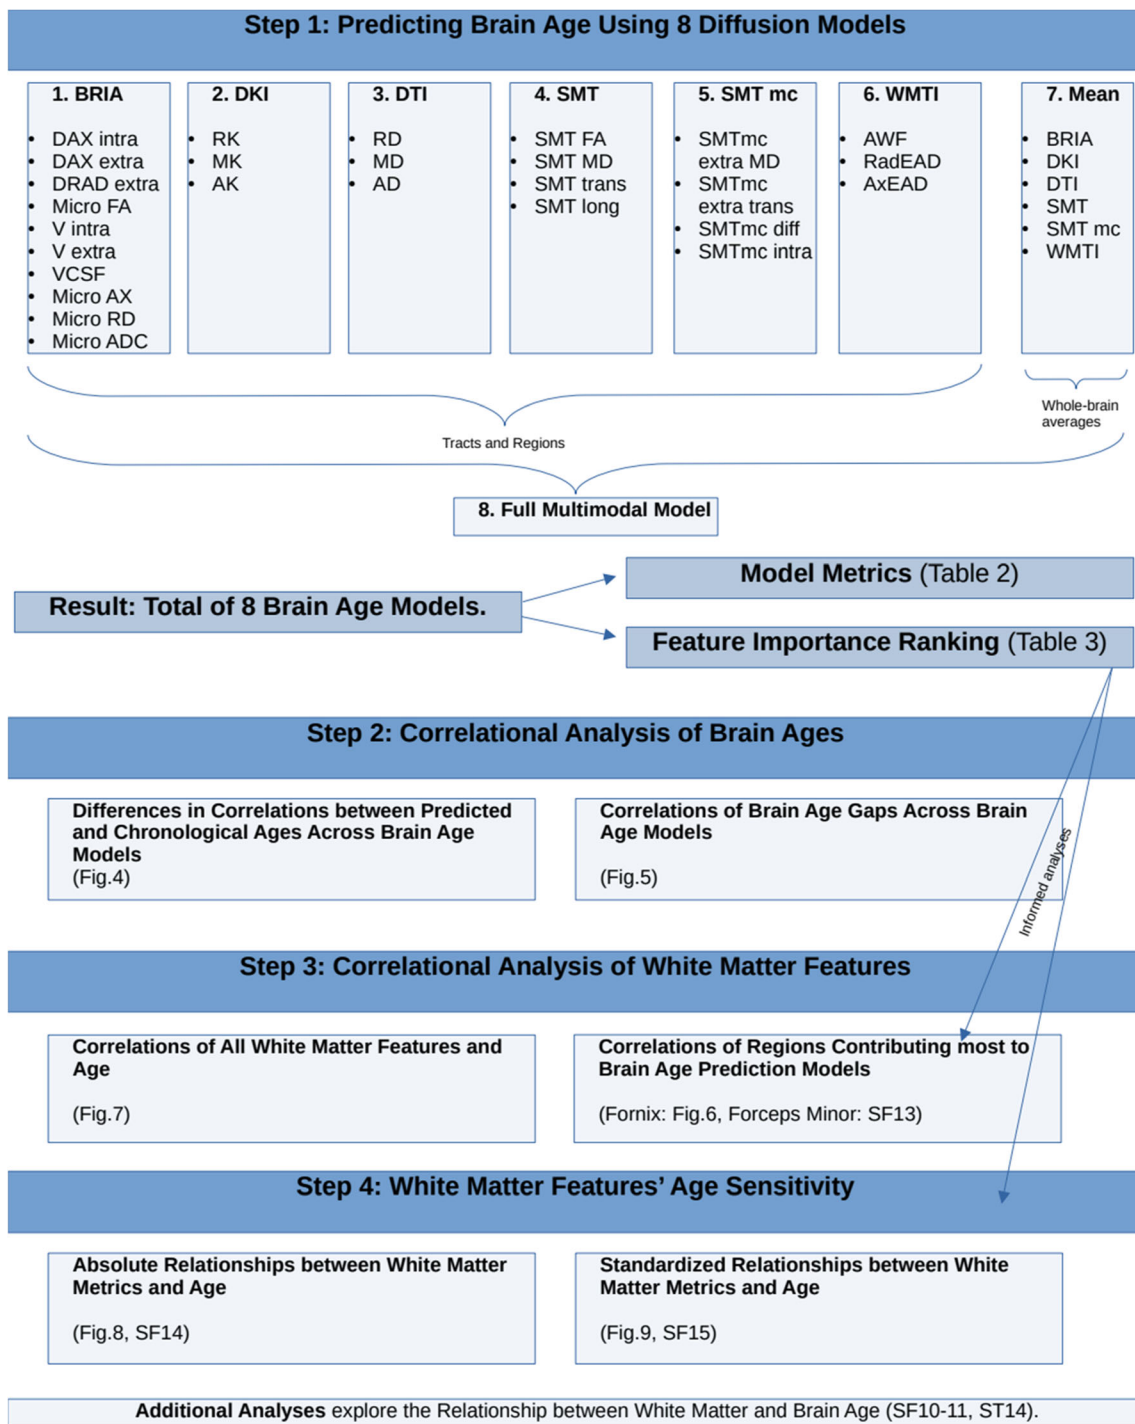 Step 1: Predicting Brain Age Using 8 Diffusion Models
1. BRIA
• DAX intra
• DAX extra
• DRAD extra
• Micro FA
• V intra
• V extra
• VCSF
• Micro AX
• Micro RD
• Micro ADC
2. DKI
• RK
• MK
• AK
3. DTI
• RD
• MD
• AD
4. SMT
• SMT FA
• SMT MD
• SMT trans
• SMT long
5. SMT mc
• SMTmc
extra MD
• SMTmc
extra trans
• SMTmc diff
• SMTmc intra
6. WMTI
• AWF
• RadEAD
• AxEAD
7. Mean
• BRIA
• DKI
• DTI
• SMT
• SMT mc
• WMTI
Tracts and Regions
Whole-brain
averages
8. Full Multimodal Model
Result: Total of 8 Brain Age Models.
Model Metrics (Table 2)
Feature Importance Ranking (Table 3)
Step 2: Correlational Analysis of Brain Ages
Differences in Correlations between Predicted
and Chronological Ages Across Brain Age
Models
(Fig.4)
Correlations of Brain Age Gaps Across Brain
Age Models
(Fig.5)
Informed analyses
Step 3: Correlational Analysis of White Matter Features
Correlations of All White Matter Features and
Age
(Fig.7)
Correlations of Regions Contributing most to
Brain Age Prediction Models
(Fornix: Fig.6, Forceps Minor: SF13)
Step 4: White Matter Features’ Age Sensitivity
Absolute Relationships between White Matter
Metrics and Age
(Fig.8, SF14)
Standardized Relationships between White
Matter Metrics and Age
(Fig.9, SF15)
Additional Analyses explore the Relationship between White Matter and Brain Age (SF10-11, ST14).